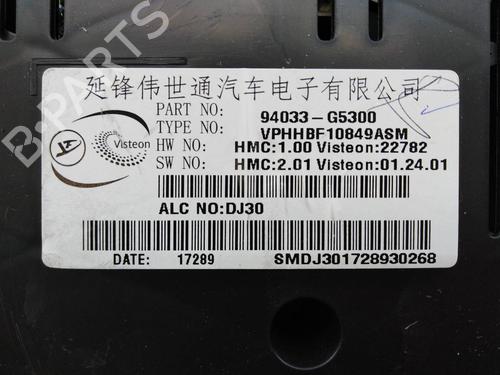 B-PARTS
延锋伟世通汽车电子有限公司
PART NO: 94033-G5300
TYPE NO: VPHHBF10849ASM
HW NO: HMC:1.00 Visteon:22782
SW NO: HMC:2.01 Visteon:01.24.01
Visteon
ALC NO:DJ30
DATE: 17289 SMDJ301728930268